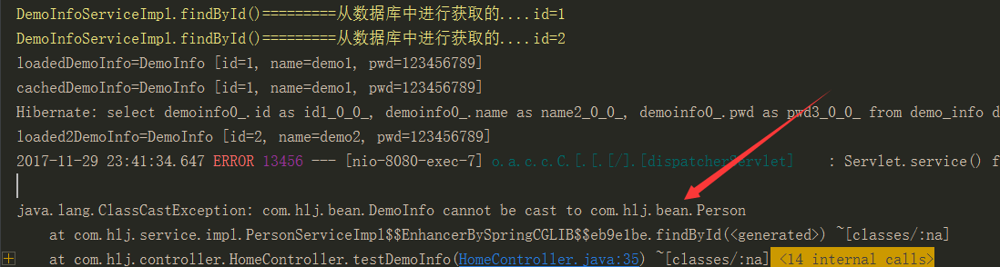 DemoInfoServiceImpl.findById()=========从数据库中进行获取的....id=1
DemoInfoServiceImpl.findById()=========从数据库中进行获取的....id=2
loadedDemoInfo=DemoInfo [id=1, name=demo1, pwd=123456789]
cachedDemoInfo=DemoInfo [id=1, name=demo1, pwd=123456789]
Hibernate: select demoinfo0_.id as id1_0_0_, demoinfo0_.name as name2_0_0_, demoinfo0_.pwd as pwd3_0_0_ from demo_info d
loaded2DemoInfo=DemoInfo [id=2, name=demo2, pwd=123456789]
2017-11-29 23:41:34.647 ERROR 13456 --- [nio-8080-exec-7] o.a.c.c.C.[.[.[/].[dispatcherServlet] : Servlet.service() f
java.lang.ClassCastException: com.hlj.bean.DemoInfo cannot be cast to com.hlj.bean.Person
at com.hlj.service.impl.PersonServiceImpl$$EnhancerBySpringCGLIB$$eb9e1be.findById(<generated>) ~[classes/:na]
at com.hlj.controller.HomeController.testDemoInfo(HomeController.java:35) ~[classes/:na] <14 internal calls>